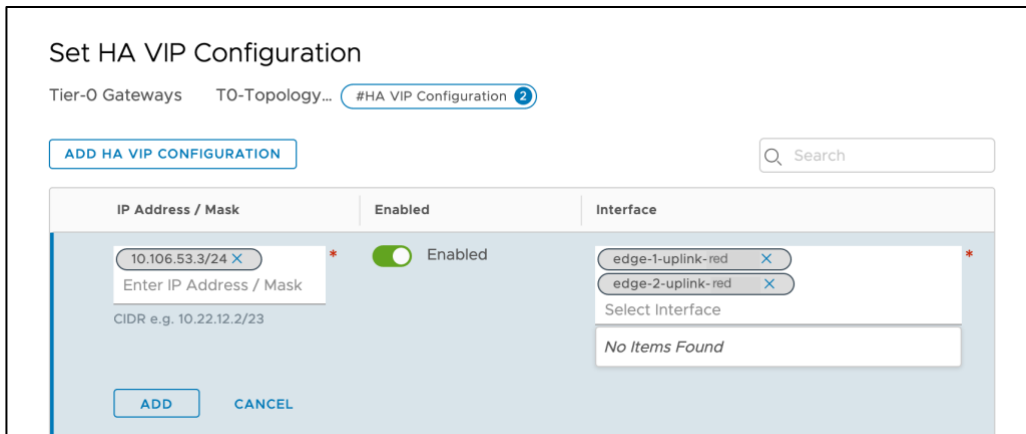 Set HA VIP Configuration
Tier-0 Gateways T0-Topology... #HA VIP Configuration 2
ADD HA VIP CONFIGURATION Search
IP Address / Mask Enabled Interface
10.106.53.3/24 × * Enabled edge-1-uplink-red × *
edge-2-uplink-red ×
Enter IP Address / Mask
Select Interface
CIDR e.g. 10.22.12.2/23
No Items Found
ADD CANCEL